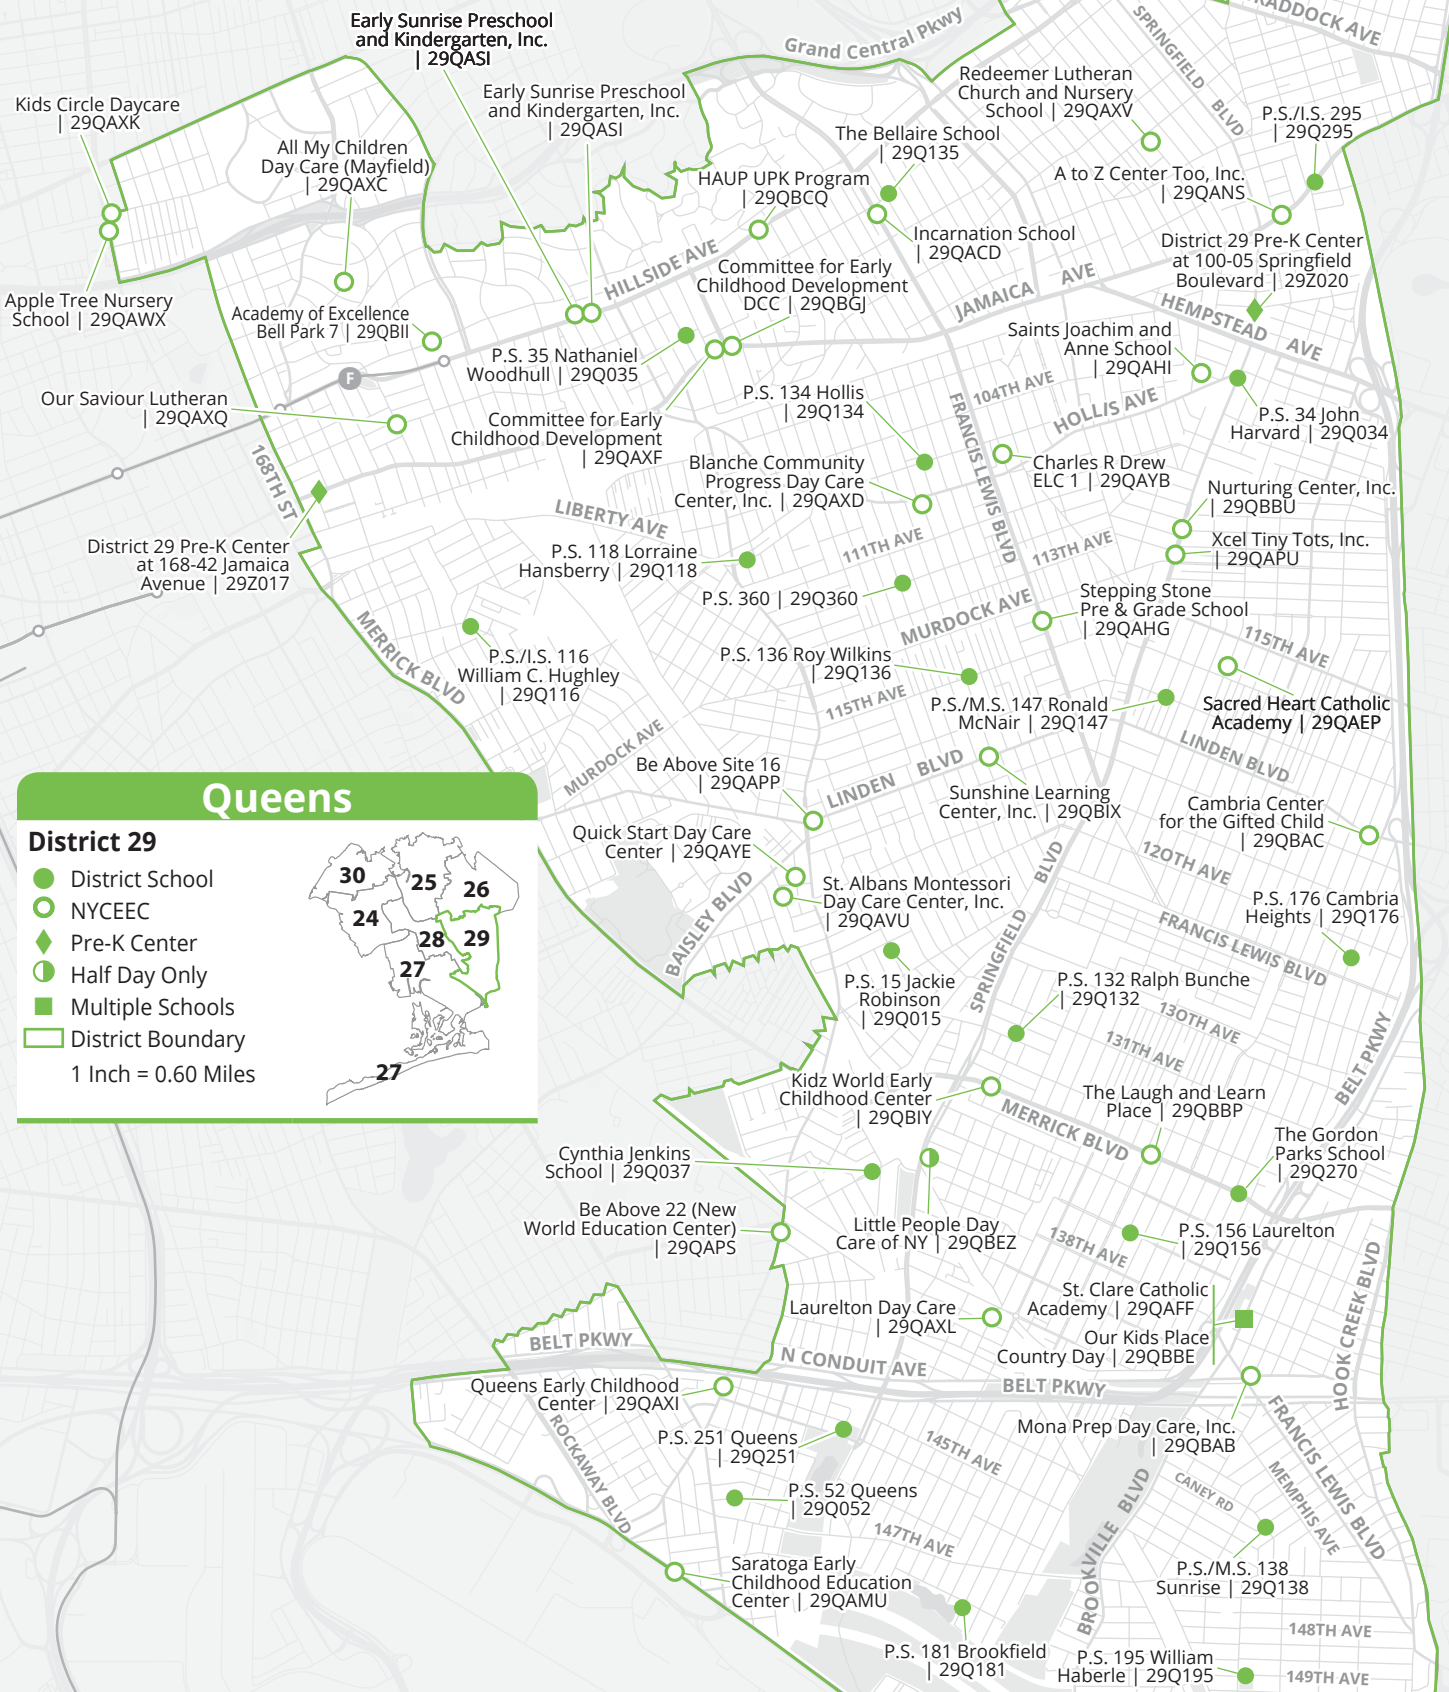 Early Sunrise Preschool
and Kindergarten, Inc.
| 29QASI
Grand Central Pkwy
SPRINGFIELD BLVD
Kids Circle Daycare
| 29QAXK
Early Sunrise Preschool
and Kindergarten, Inc.
| 29QASI
Redeemer Lutheran
Church and Nursery
School | 29QAXV
P.S./I.S. 295
| 29Q295
All My Children
Day Care (Mayfield)
| 29QAXC
The Bellaire School
| 29Q135
HAUP UPK Program
| 29QBCQ
A to Z Center Too, Inc.
| 29QANS
Incarnation School
| 29QACD
District 29 Pre-K Center
at 100-05 Springfield
Boulevard | 29Z020
HILLSIDE AVE
Committee for Early
Childhood Development
DCC | 29QBGJ
JAMAICA AVE
HEMPSTEAD AVE
Apple Tree Nursery
School | 29QAWX
Academy of Excellence
Bell Park 7 | 29QBII
Saints Joachim and
Anne School
| 29QAHI
P.S. 35 Nathaniel
Woodhull | 29Q035
F
104TH AVE
HOLLIS AVE
P.S. 134 Hollis
| 29Q134
Our Saviour Lutheran
| 29QAXQ
P.S. 34 John
Harvard | 29Q034
Committee for Early
Childhood Development
| 29QAXF
168TH ST
FRANCIS LEWIS BLVD
Blanche Community
Progress Day Care
Center, Inc. | 29QAXD
Charles R Drew
ELC 1 | 29QAYB
Nurturing Center, Inc.
| 29QBBU
LIBERTY AVE
111TH AVE
113TH AVE
Xcel Tiny Tots, Inc.
| 29QAPU
District 29 Pre-K Center
at 168-42 Jamaica
Avenue | 29Z017
P.S. 118 Lorraine
Hansberry | 29Q118
P.S. 360 | 29Q360
Stepping Stone
Pre & Grade School
| 29QAHG
MURDOCK AVE
115TH AVE
MERRICK BLVD
P.S./I.S. 116
William C. Hughley
| 29Q116
P.S. 136 Roy Wilkins
| 29Q136
115TH AVE
P.S./M.S. 147 Ronald
McNair | 29Q147
Sacred Heart Catholic
Academy | 29QAEP
MURDOCK AVE
LINDEN BLVD
Be Above Site 16
| 29QAPP
LINDEN BLVD
Sunshine Learning
Center, Inc. | 29QBIX
Cambria Center
for the Gifted Child
| 29QBAC
Queens
District 29
District School
NYCEEC
Pre-K Center
Half Day Only
Multiple Schools
District Boundary
1 Inch = 0.60 Miles
30
25
26
24
28
29
27
27
Quick Start Day Care
Center | 29QAYE
120TH AVE
BAISLEY BLVD
St. Albans Montessori
Day Care Center, Inc.
| 29QAVU
SPRINGFIELD BLVD
P.S. 176 Cambria
Heights | 29Q176
FRANCIS LEWIS BLVD
P.S. 15 Jackie
Robinson
| 29Q015
P.S. 132 Ralph Bunche
| 29Q132
130TH AVE
131TH AVE
BELT PKWY
Kidz World Early
Childhood Center
| 29QBIY
MERRICK BLVD
The Laugh and Learn
Place | 29QBBP
The Gordon
Parks School
| 29Q270
Cynthia Jenkins
School | 29Q037
Be Above 22 (New
World Education Center)
| 29QAPS
Little People Day
Care of NY | 29QBEZ
138TH AVE
P.S. 156 Laurelton
| 29Q156
St. Clare Catholic
Academy | 29QAFF
Our Kids Place
Country Day | 29QBBE
HOOK CREEK BLVD
Laurelton Day Care
| 29QAXL
BELT PKWY
N CONDUIT AVE
BELT PKWY
Queens Early Childhood
Center | 29QAXI
Mona Prep Day Care, Inc.
| 29QBAB
ROCKAWAY BLVD
P.S. 251 Queens
| 29Q251
145TH AVE
FRANCIS LEWIS BLVD
CANEY RD
MEMPHIS AVE
P.S. 52 Queens
| 29Q052
147TH AVE
BROOKVILLE BLVD
P.S./M.S. 138
Sunrise | 29Q138
Saratoga Early
Childhood Education
Center | 29QAMU
148TH AVE
P.S. 181 Brookfield
| 29Q181
P.S. 195 William
Haberle | 29Q195
149TH AVE